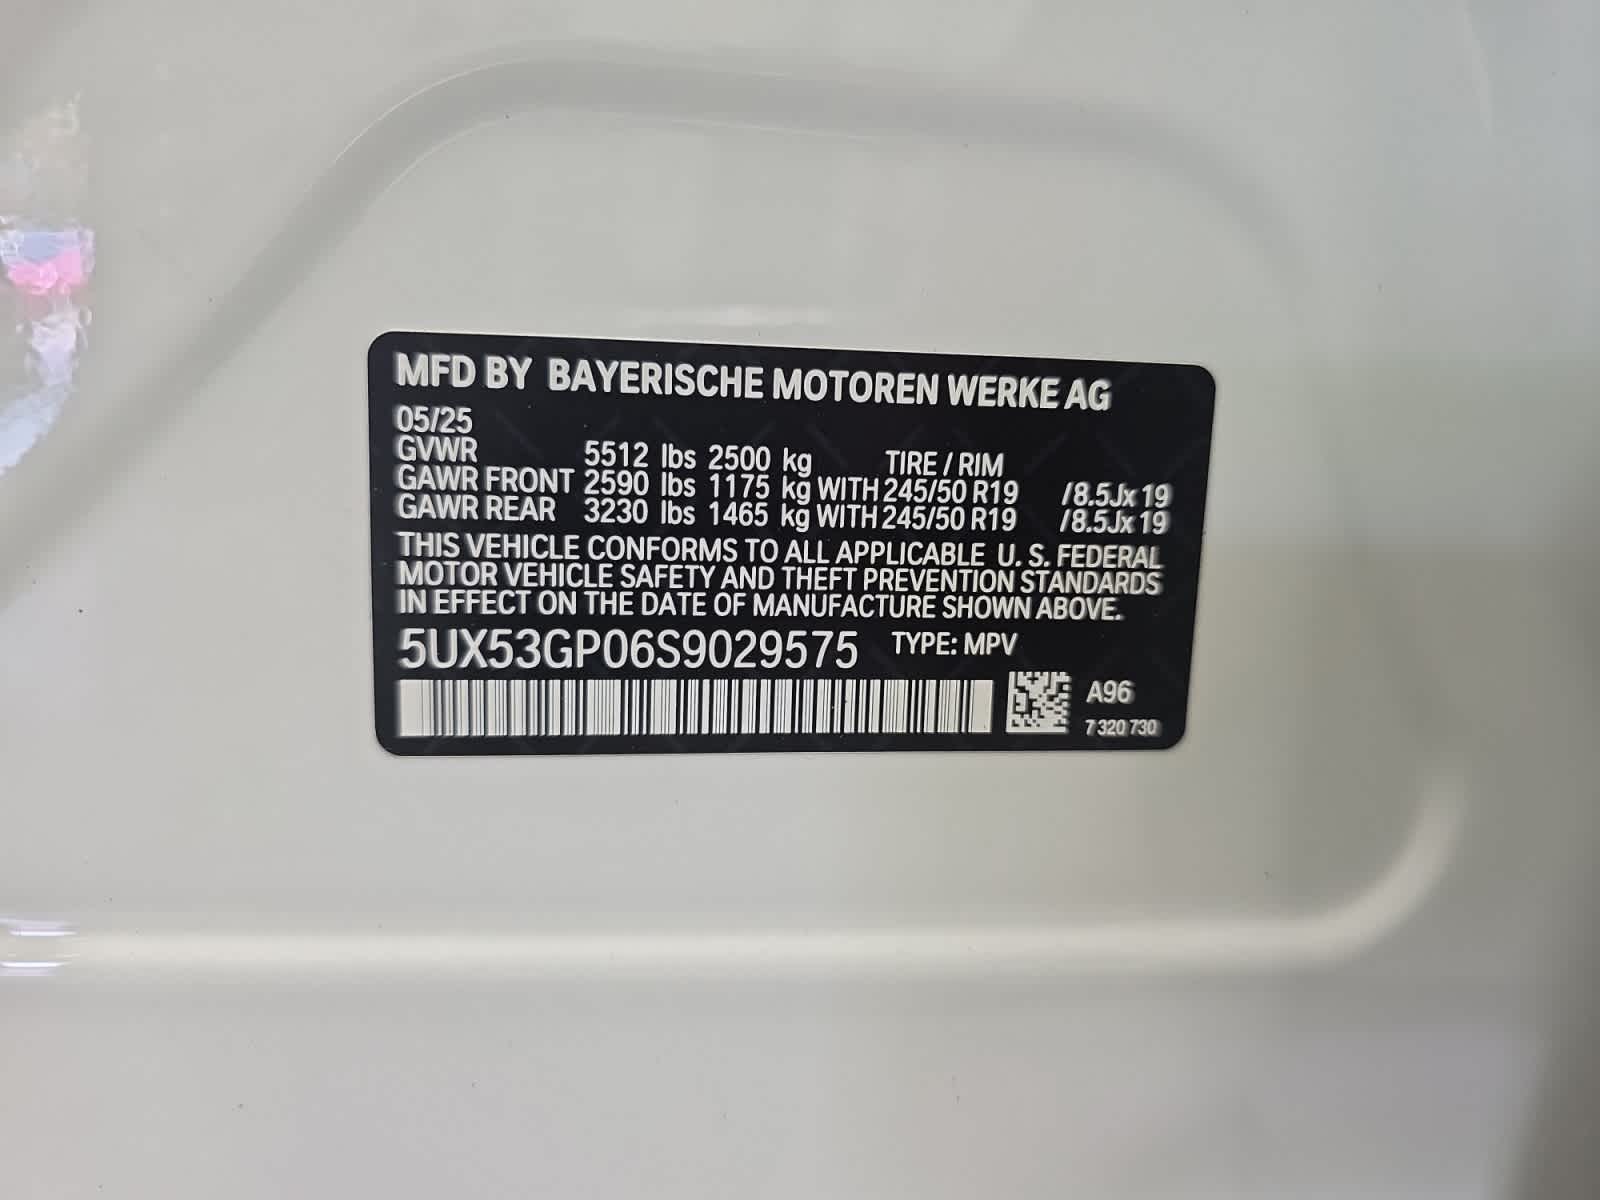 MFD BY BAYERISCHE MOTOREN WERKE AG
05/25
GVWR 5512 lbs 2500 kg TIRE / RIM
GAWR FRONT 2590 lbs 1175 kg WITH 245/50 R19 /8.5Jx 19
GAWR REAR 3230 lbs 1465 kg WITH 245/50 R19 /8.5Jx 19
THIS VEHICLE CONFORMS TO ALL APPLICABLE U. S. FEDERAL
MOTOR VEHICLE SAFETY AND THEFT PREVENTION STANDARDS
IN EFFECT ON THE DATE OF MANUFACTURE SHOWN ABOVE.
5UX53GP06S9029575 TYPE: MPV
A96
7 320 730